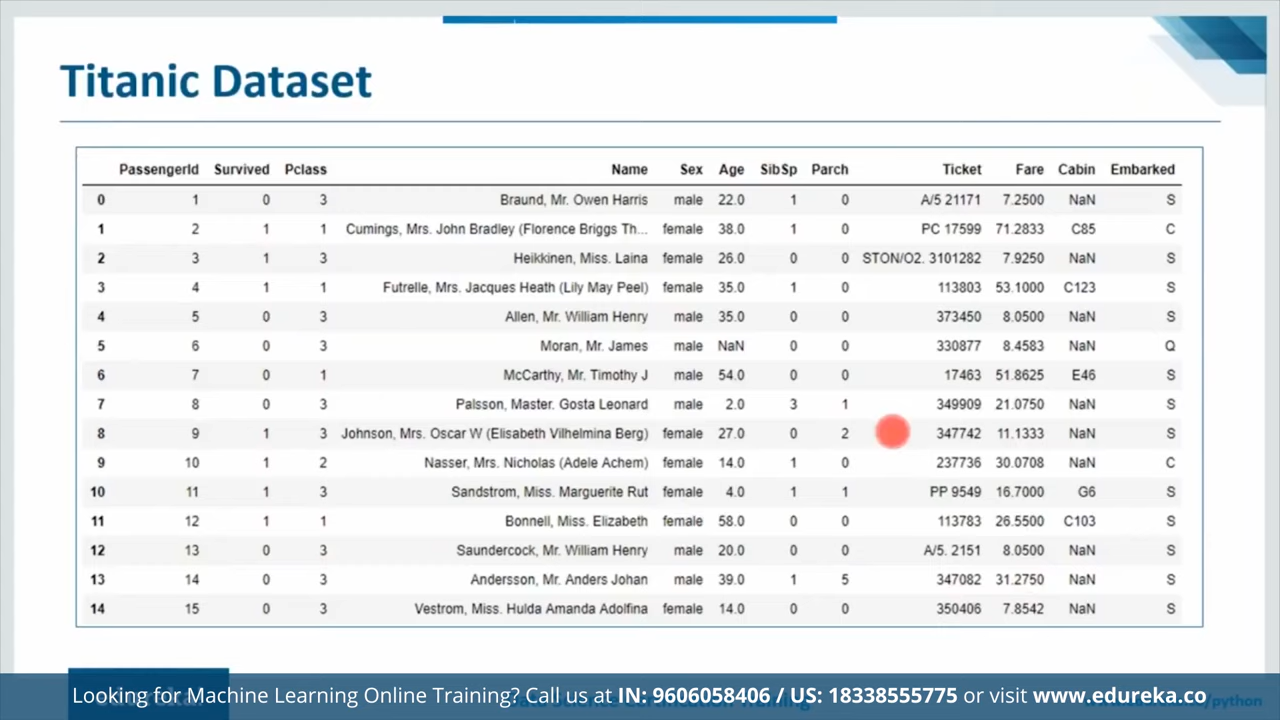 Titanic Dataset
PassengerId Survived Pclass Name Sex Age SibSp Parch Ticket Fare Cabin Embarked
0 1 0 3 Braund, Mr. Owen Harris male 22.0 1 0 A/5 21171 7.2500 NaN S
1 2 1 1 Cumings, Mrs. John Bradley (Florence Briggs Th... female 38.0 1 0 PC 17599 71.2833 C85 C
2 3 1 3 Heikkinen, Miss. Laina female 26.0 0 0 STON/O2. 3101282 7.9250 NaN S
3 4 1 1 Futrelle, Mrs. Jacques Heath (Lily May Peel) female 35.0 1 0 113803 53.1000 C123 S
4 5 0 3 Allen, Mr. William Henry male 35.0 0 0 373450 8.0500 NaN S
5 6 0 3 Moran, Mr. James male NaN 0 0 330877 8.4583 NaN Q
6 7 0 1 McCarthy, Mr. Timothy J male 54.0 0 0 17463 51.8625 E46 S
7 8 0 3 Palsson, Master. Gosta Leonard male 2.0 3 1 349909 21.0750 NaN S
8 9 1 3 Johnson, Mrs. Oscar W (Elisabeth Vilhelmina Berg) female 27.0 0 2 347742 11.1333 NaN S
9 10 1 2 Nasser, Mrs. Nicholas (Adele Achem) female 14.0 1 0 237736 30.0708 NaN C
10 11 1 3 Sandstrom, Miss. Marguerite Rut female 4.0 1 1 PP 9549 16.7000 G6 S
11 12 1 1 Bonnell, Miss. Elizabeth female 58.0 0 0 113783 26.5500 C103 S
12 13 0 3 Saundercock, Mr. William Henry male 20.0 0 0 A/5. 2151 8.0500 NaN S
13 14 0 3 Andersson, Mr. Anders Johan male 39.0 1 5 347082 31.2750 NaN S
14 15 0 3 Vestrom, Miss. Hulda Amanda Adolfina female 14.0 0 0 350406 7.8542 NaN S
Looking for Machine Learning Online Training? Call us at IN: 9606058406 / US: 18338555775 or visit www.edureka.co